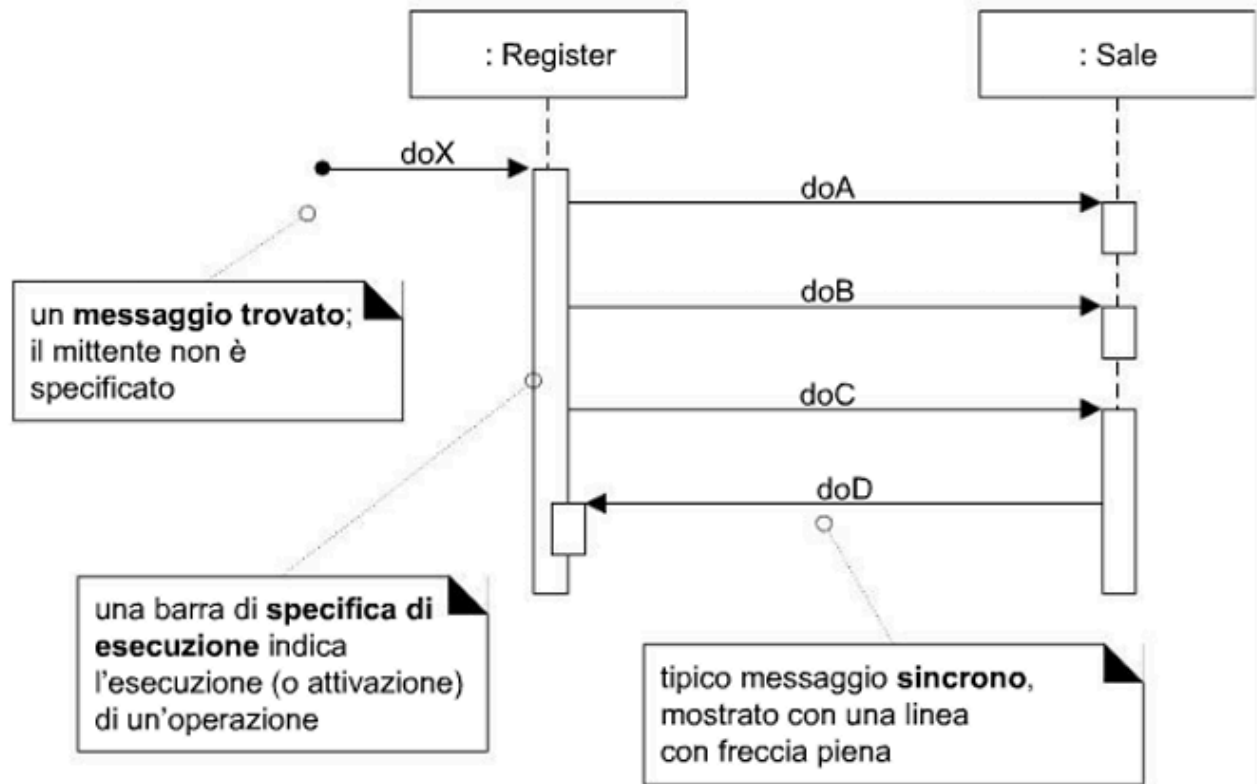 : Register
: Sale
doX
doA
un messaggio trovato;
il mittente non è
specificato
doB
doC
doD
una barra di specifica di
esecuzione indica
l'esecuzione (o attivazione)
di un'operazione
tipico messaggio sincrono,
mostrato con una linea
con freccia piena